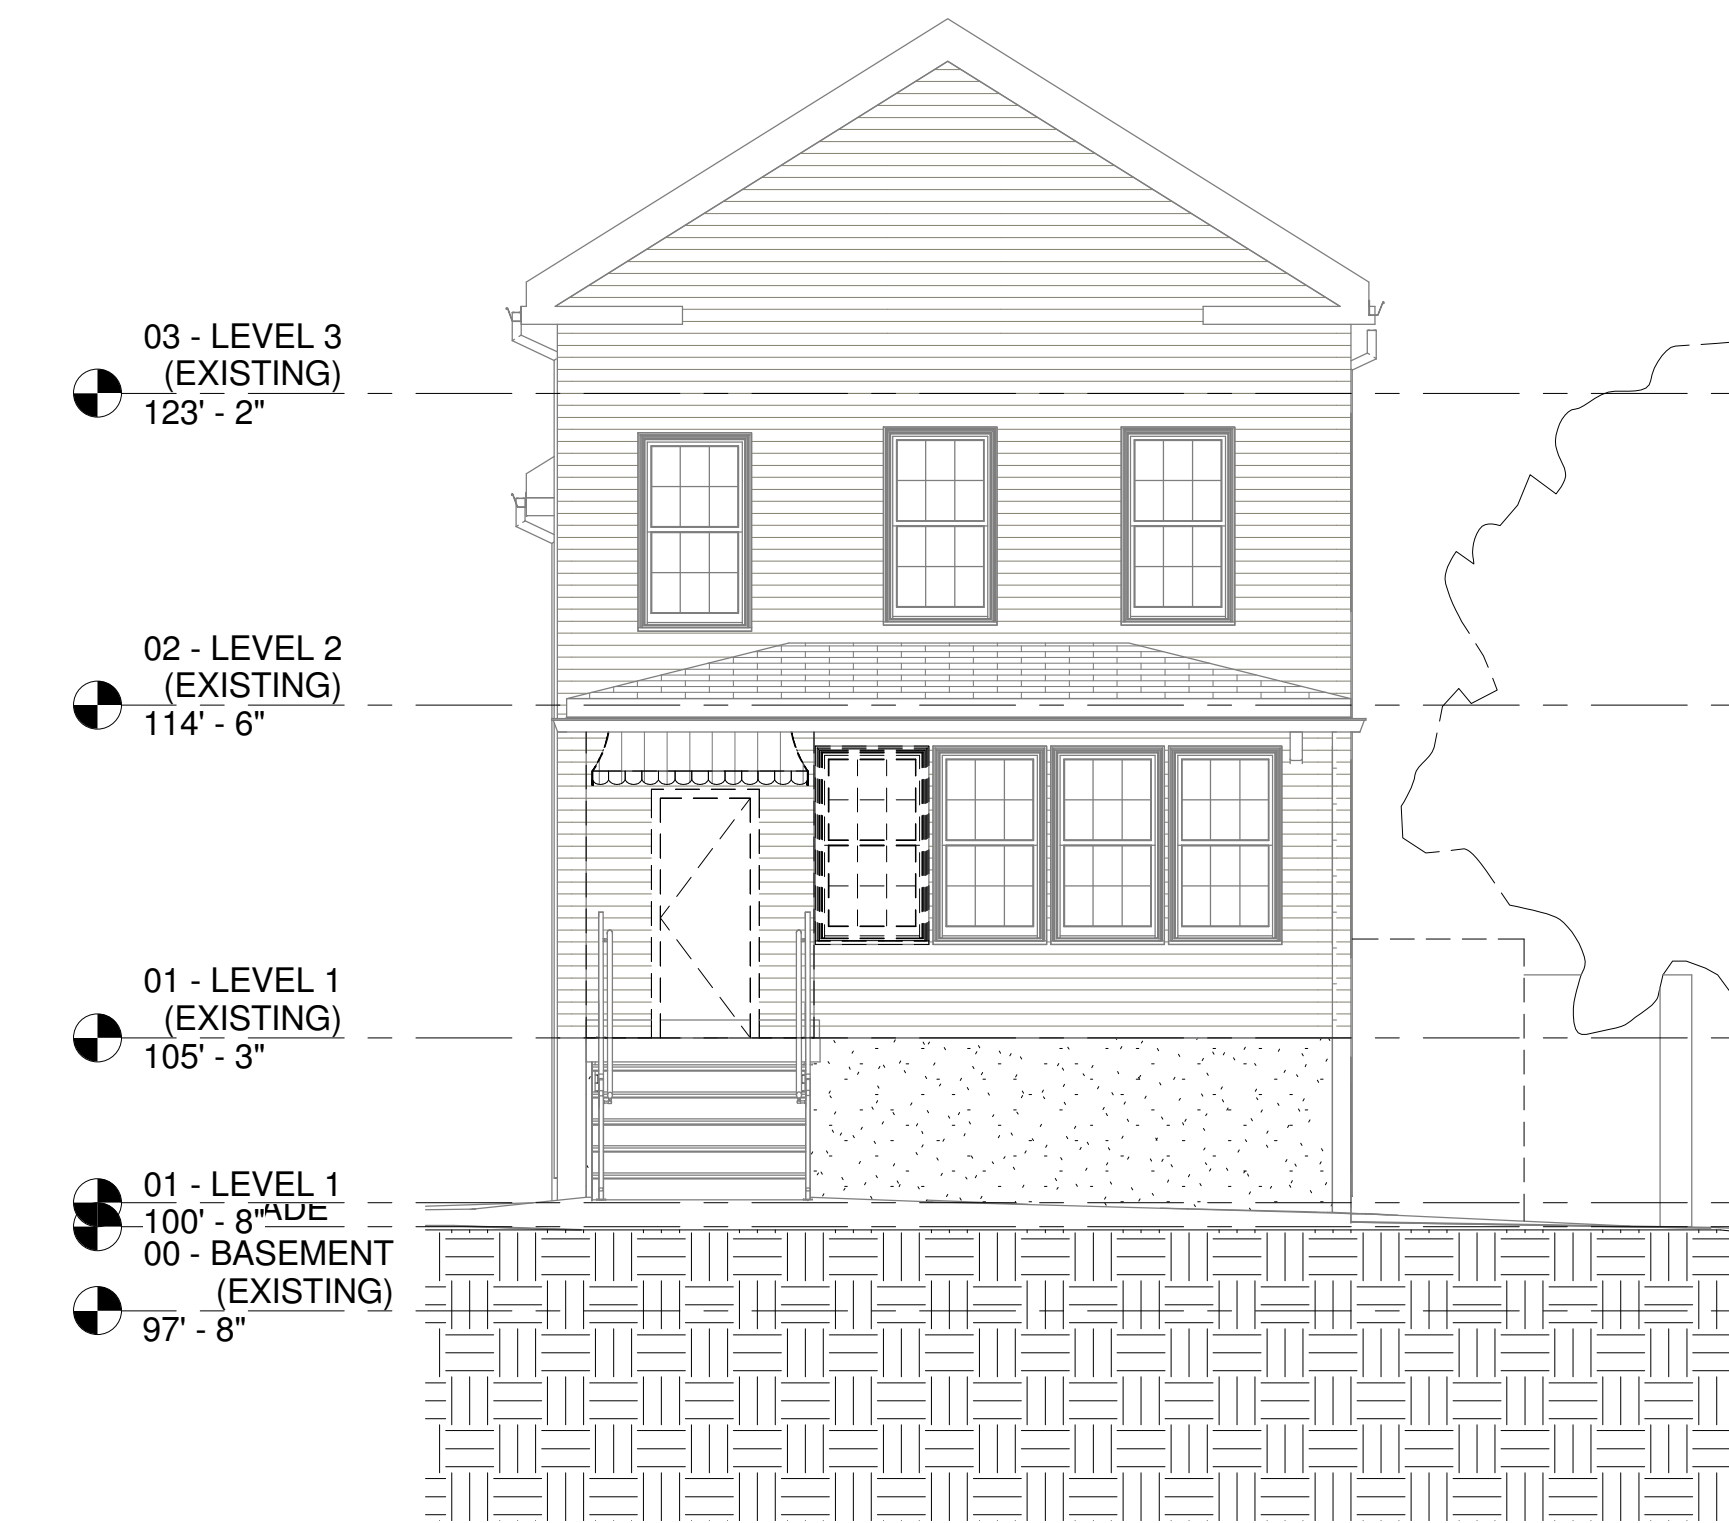 03 - LEVEL 3
(EXISTING)
123' - 2"
02 - LEVEL 2
(EXISTING)
114' - 6"
01 - LEVEL 1
(EXISTING)
105' - 3"
01 - LEVEL 1
100' - 8"
00 - BASEMENT
(EXISTING)
97' - 8"